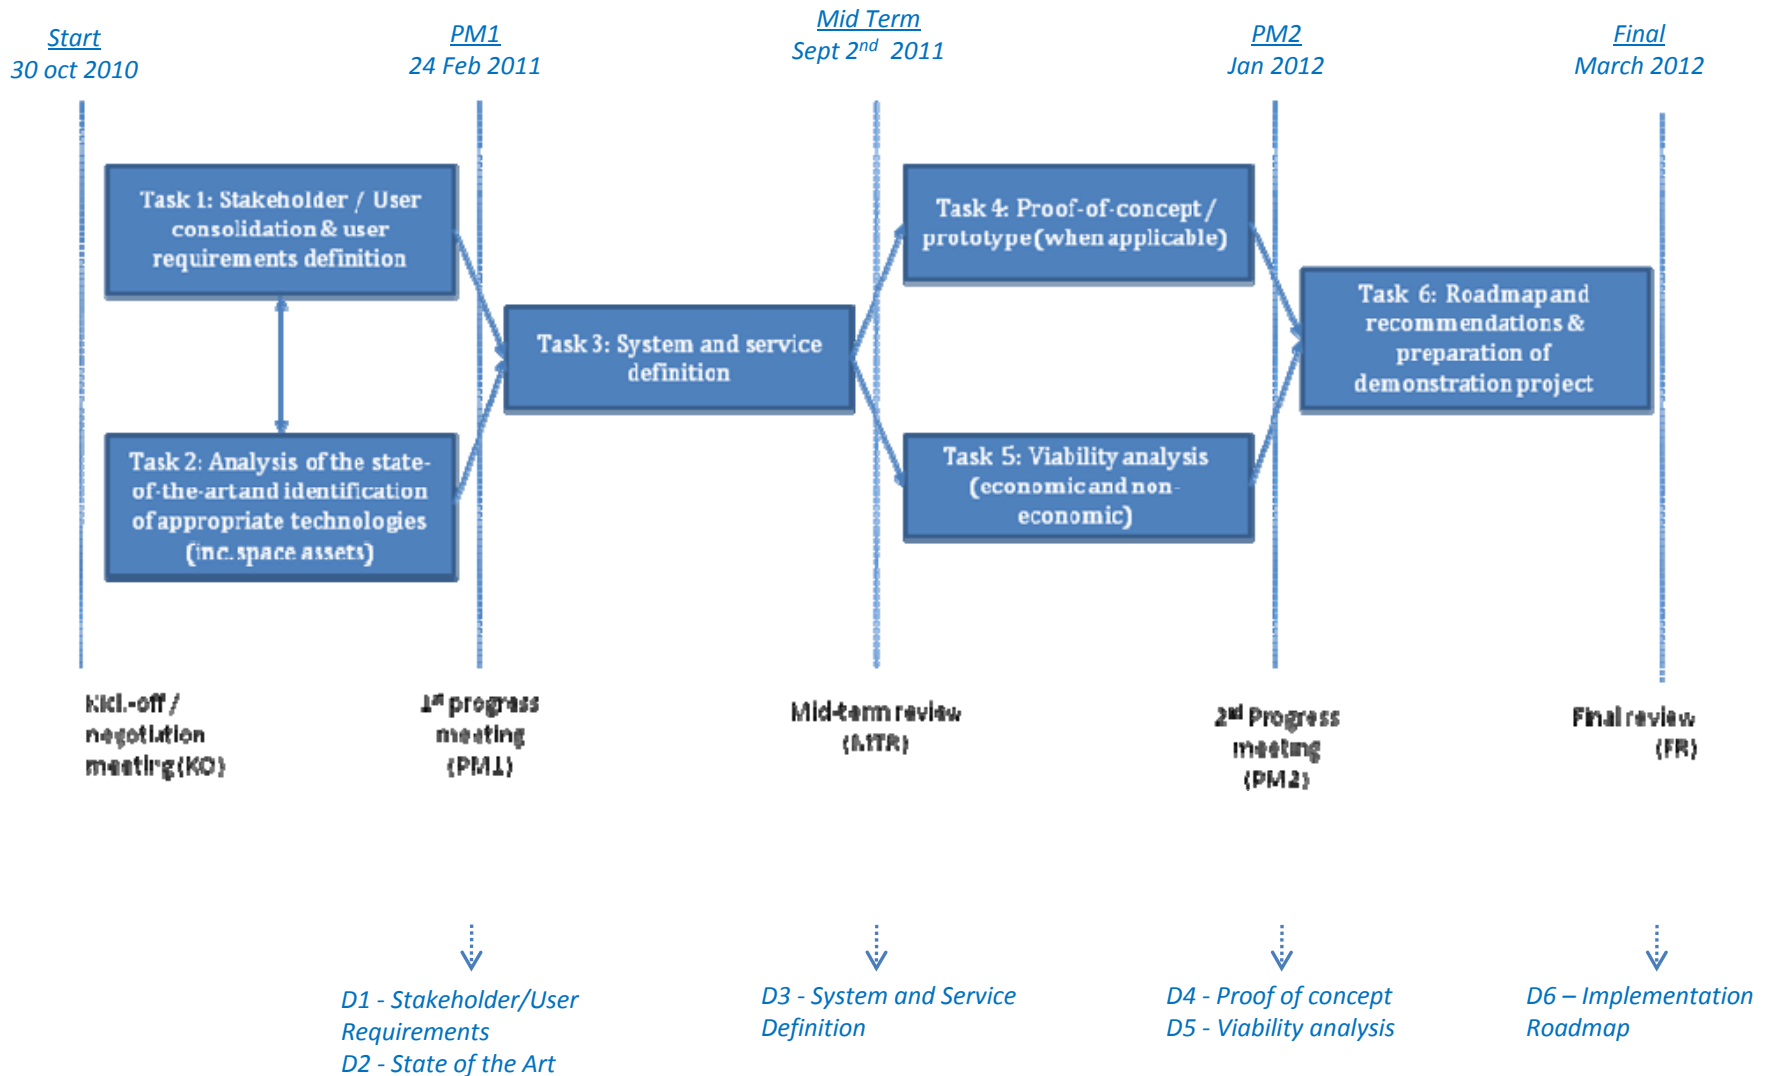 Start
30 oct 2010
PM1
24 Feb 2011
Mid Term
Sept 2nd 2011
PM2
Jan 2012
Final
March 2012
Task 1: Stakeholder / User
consolidation & user
requirements definition
Task 2: Analysis of the state-
of-the-art and identification
of appropriate technologies
(inc. space assets)
Task 3: System and service
definition
Task 4: Proof-of-concept /
prototype (when applicable)
Task 5: Viability analysis
(economic and non-
economic)
Task 6: Roadmap and
recommendations &
preparation of
demonstration project
Kick-off /
negotiation
meeting (KO)
1st progress
meeting
(PM1)
Mid-term review
(MTR)
2nd Progress
meeting
(PM2)
Final review
(FR)
D1 - Stakeholder/User
Requirements
D2 - State of the Art
D3 - System and Service
Definition
D4 - Proof of concept
D5 - Viability analysis
D6 – Implementation
Roadmap